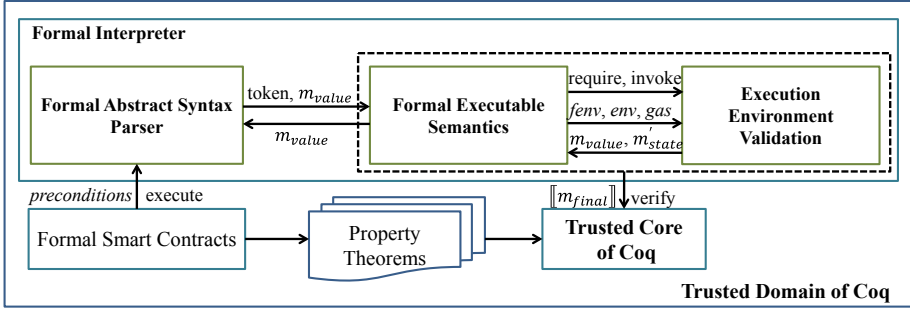 Formal Interpreter
Formal Abstract Syntax
Parser
token, m_value
m_value
Formal Executable
Semantics
require, invoke
fenv, env, gas
m_value, m'_state
Execution
Environment
Validation
preconditions execute
⟦m_final⟧ verify
Formal Smart Contracts
Property
Theorems
Trusted Core
of Coq
Trusted Domain of Coq